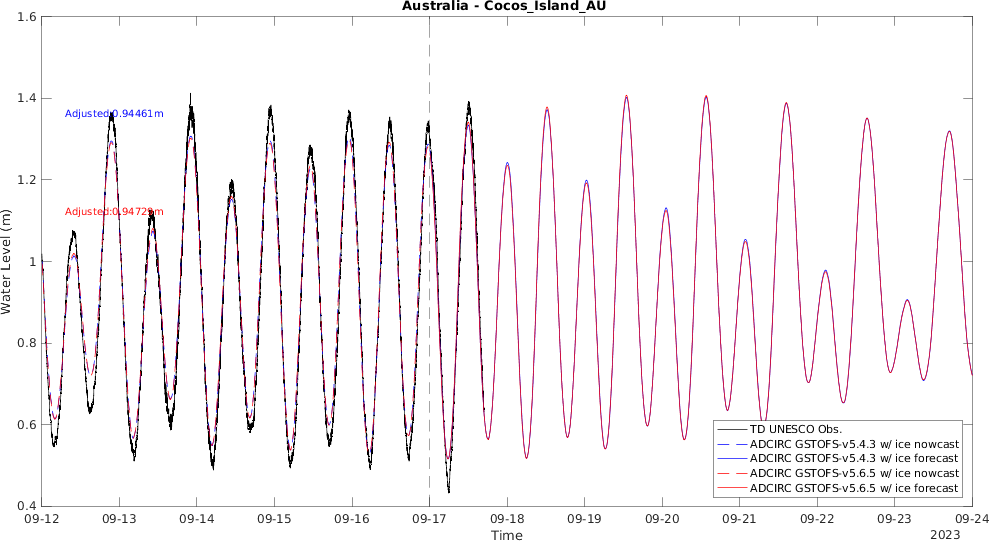 Australia - Cocos_Island_AU
1.6
1.4
1.2
1
0.8
0.6
0.4
Water Level (m)
Adjusted:0.94461m
Adjusted:0.94729m
TD UNESCO Obs.
ADCIRC GSTOFS-v5.4.3 w/ ice nowcast
ADCIRC GSTOFS-v5.4.3 w/ ice forecast
ADCIRC GSTOFS-v5.6.5 w/ ice nowcast
ADCIRC GSTOFS-v5.6.5 w/ ice forecast
09-12 09-13 09-14 09-15 09-16 09-17 09-18 09-19 09-20 09-21 09-22 09-23 09-24
Time 2023